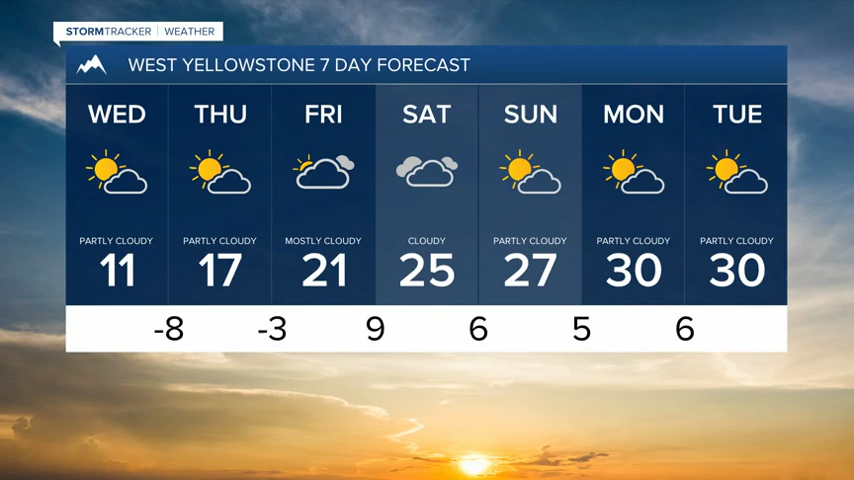 STORMTRACKER | WEATHER
WEST YELLOWSTONE 7 DAY FORECAST
WED THU FRI SAT SUN MON TUE
PARTLY CLOUDY PARTLY CLOUDY MOSTLY CLOUDY CLOUDY PARTLY CLOUDY PARTLY CLOUDY PARTLY CLOUDY
11 17 21 25 27 30 30
-8 -3 9 6 5 6